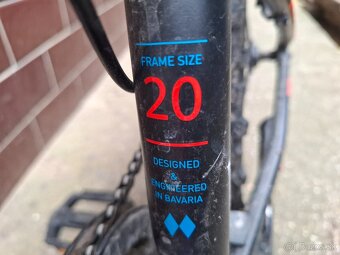 FRAME SIZE
20
DESIGNED
&
ENGINEERED
IN BAVARIA